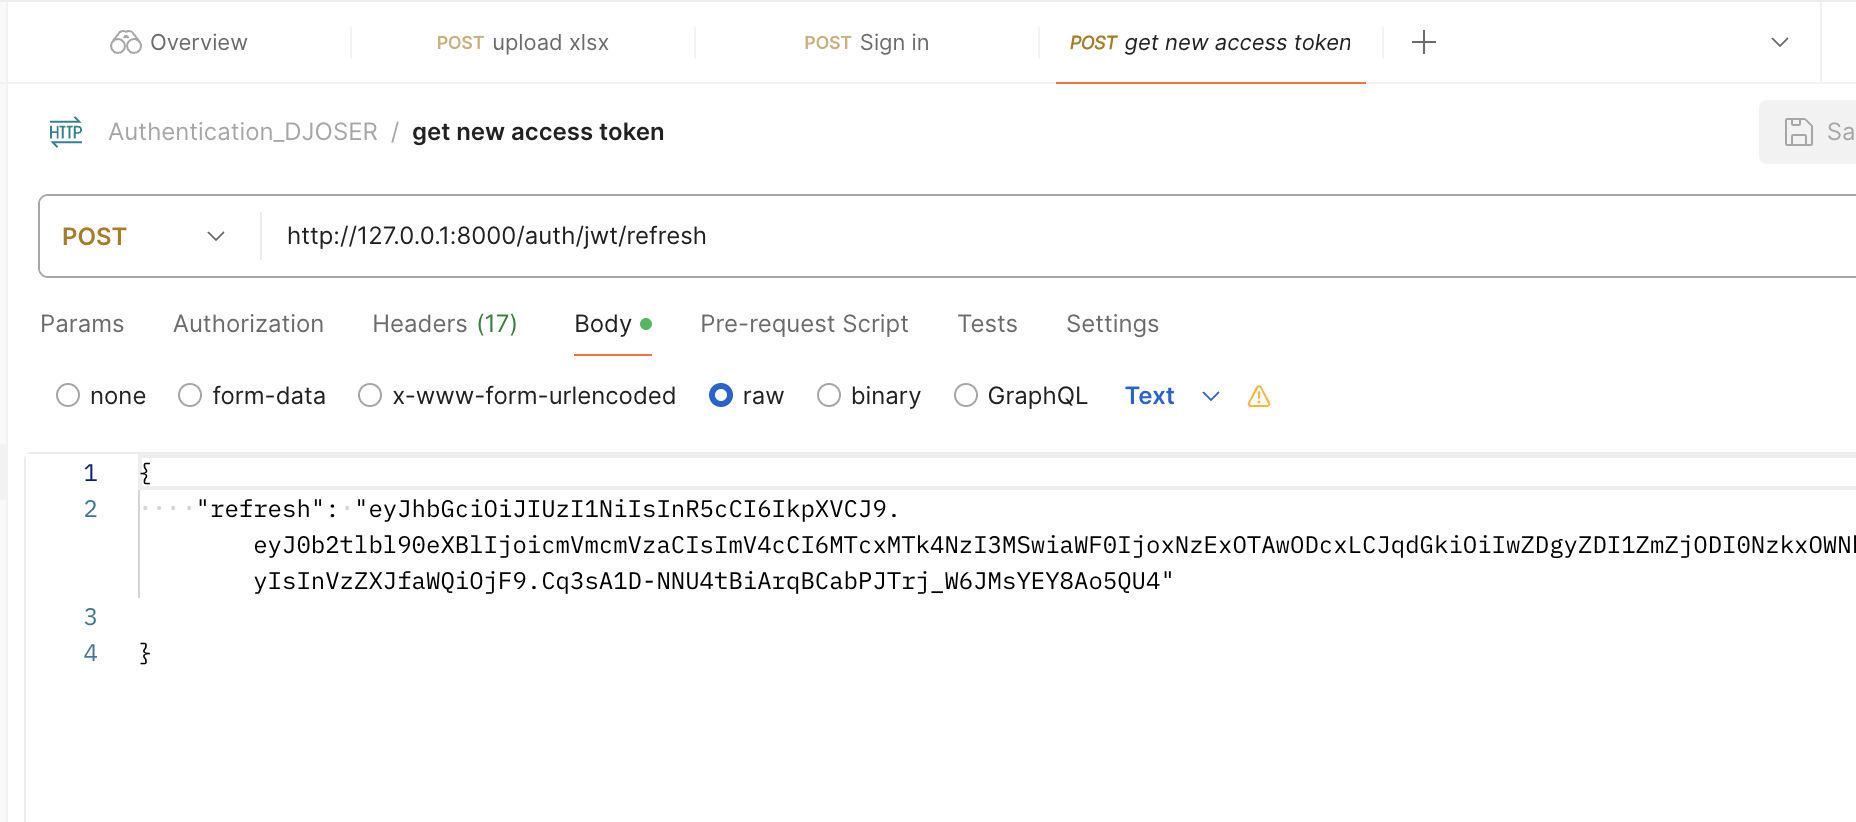 Overview POST upload xlsx POST Sign in POST get new access token
HTTP Authentication_DJOSER / get new access token Sa
POST http://127.0.0.1:8000/auth/jwt/refresh
Params Authorization Headers (17) Body Pre-request Script Tests Settings
none form-data x-www-form-urlencoded raw binary GraphQL Text
1 {
2 "refresh": "eyJhbGciOiJIUzI1NiIsInR5cCI6IkpXVCJ9.
eyJ0b2tlbl90eXBlIjoicmVmcmVzaCIsImV4cCI6MTcxMTk4NzI3MSwiaWF0IjoxNzExOTAwODcxLCJqdGkiOiIwZDgyZDI1ZmZjODI0NzkxOWNl
yIsInVzZXJfaWQiOjF9.Cq3sA1D-NNU4tBiArqBCabPJTrj_W6JMsYEY8Ao5QU4"
3
4 }